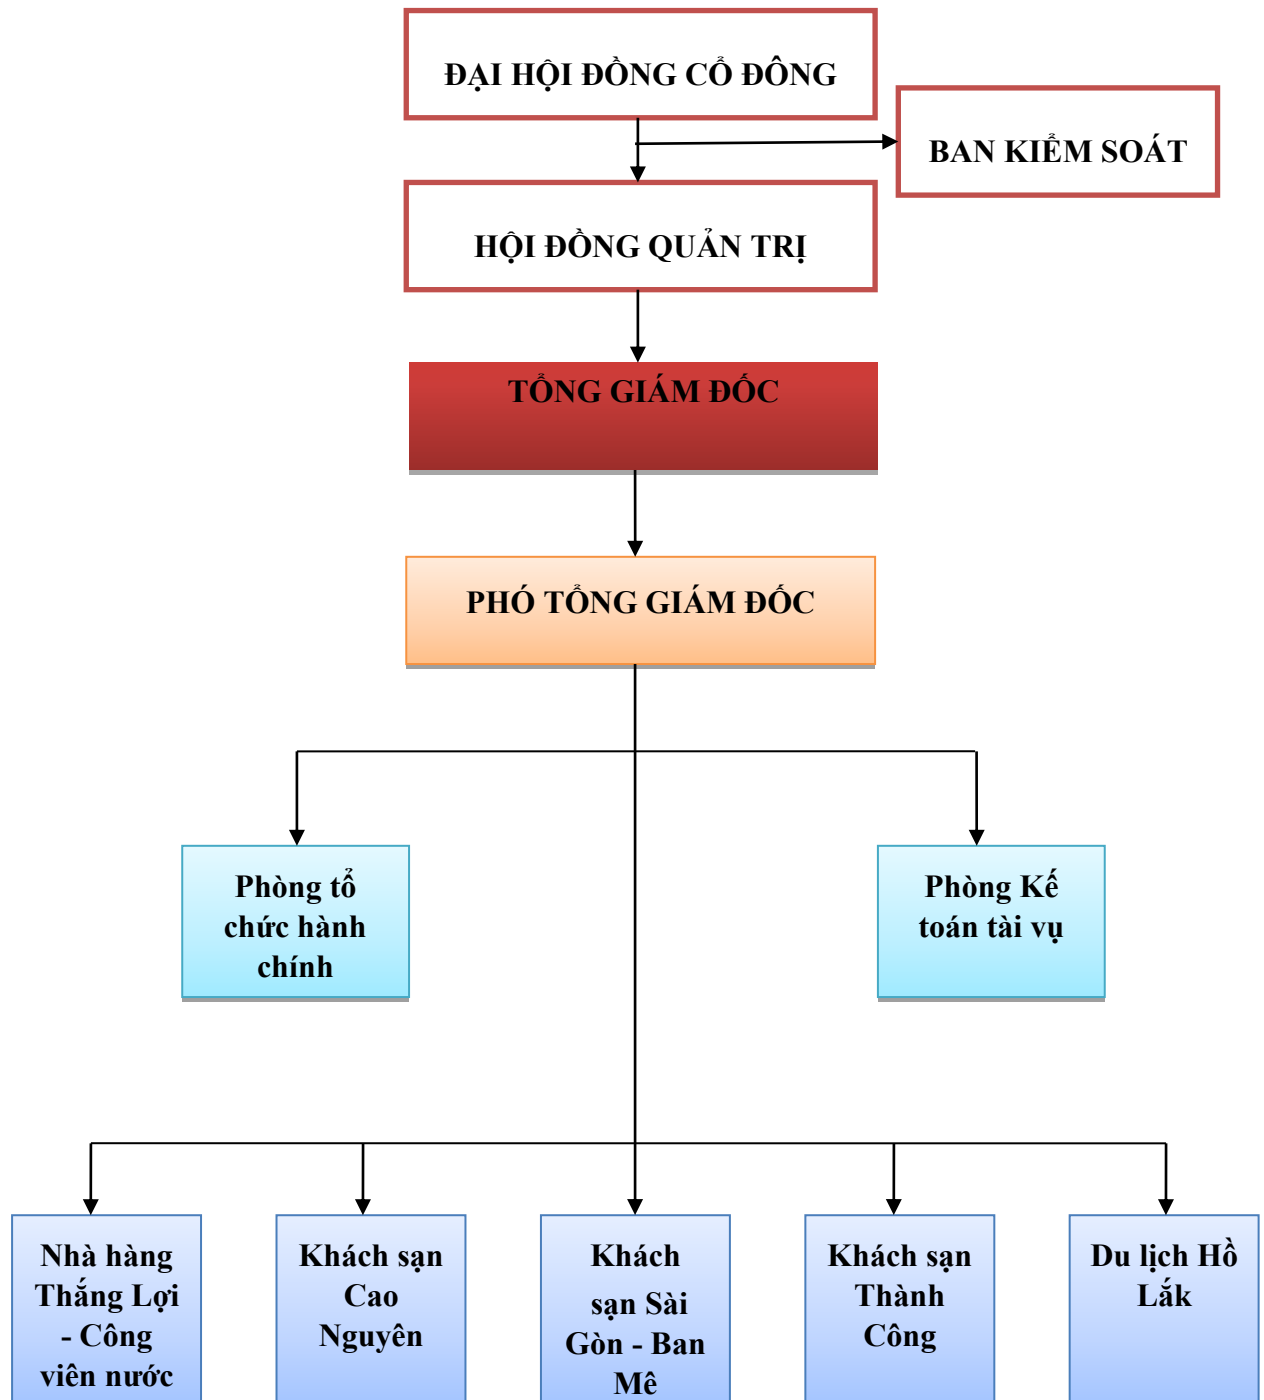 ĐẠI HỘI ĐỒNG CỔ ĐÔNG
BAN KIỂM SOÁT
HỘI ĐỒNG QUẢN TRỊ
TỔNG GIÁM ĐỐC
PHÓ TỔNG GIÁM ĐỐC
Phòng tổ
chức hành
chính
Phòng Kế
toán tài vụ
Nhà hàng
Thắng Lợi
- Công
viên nước
Khách sạn
Cao
Nguyên
Khách
sạn Sài
Gòn - Ban
Mê
Khách sạn
Thành
Công
Du lịch Hồ
Lắk